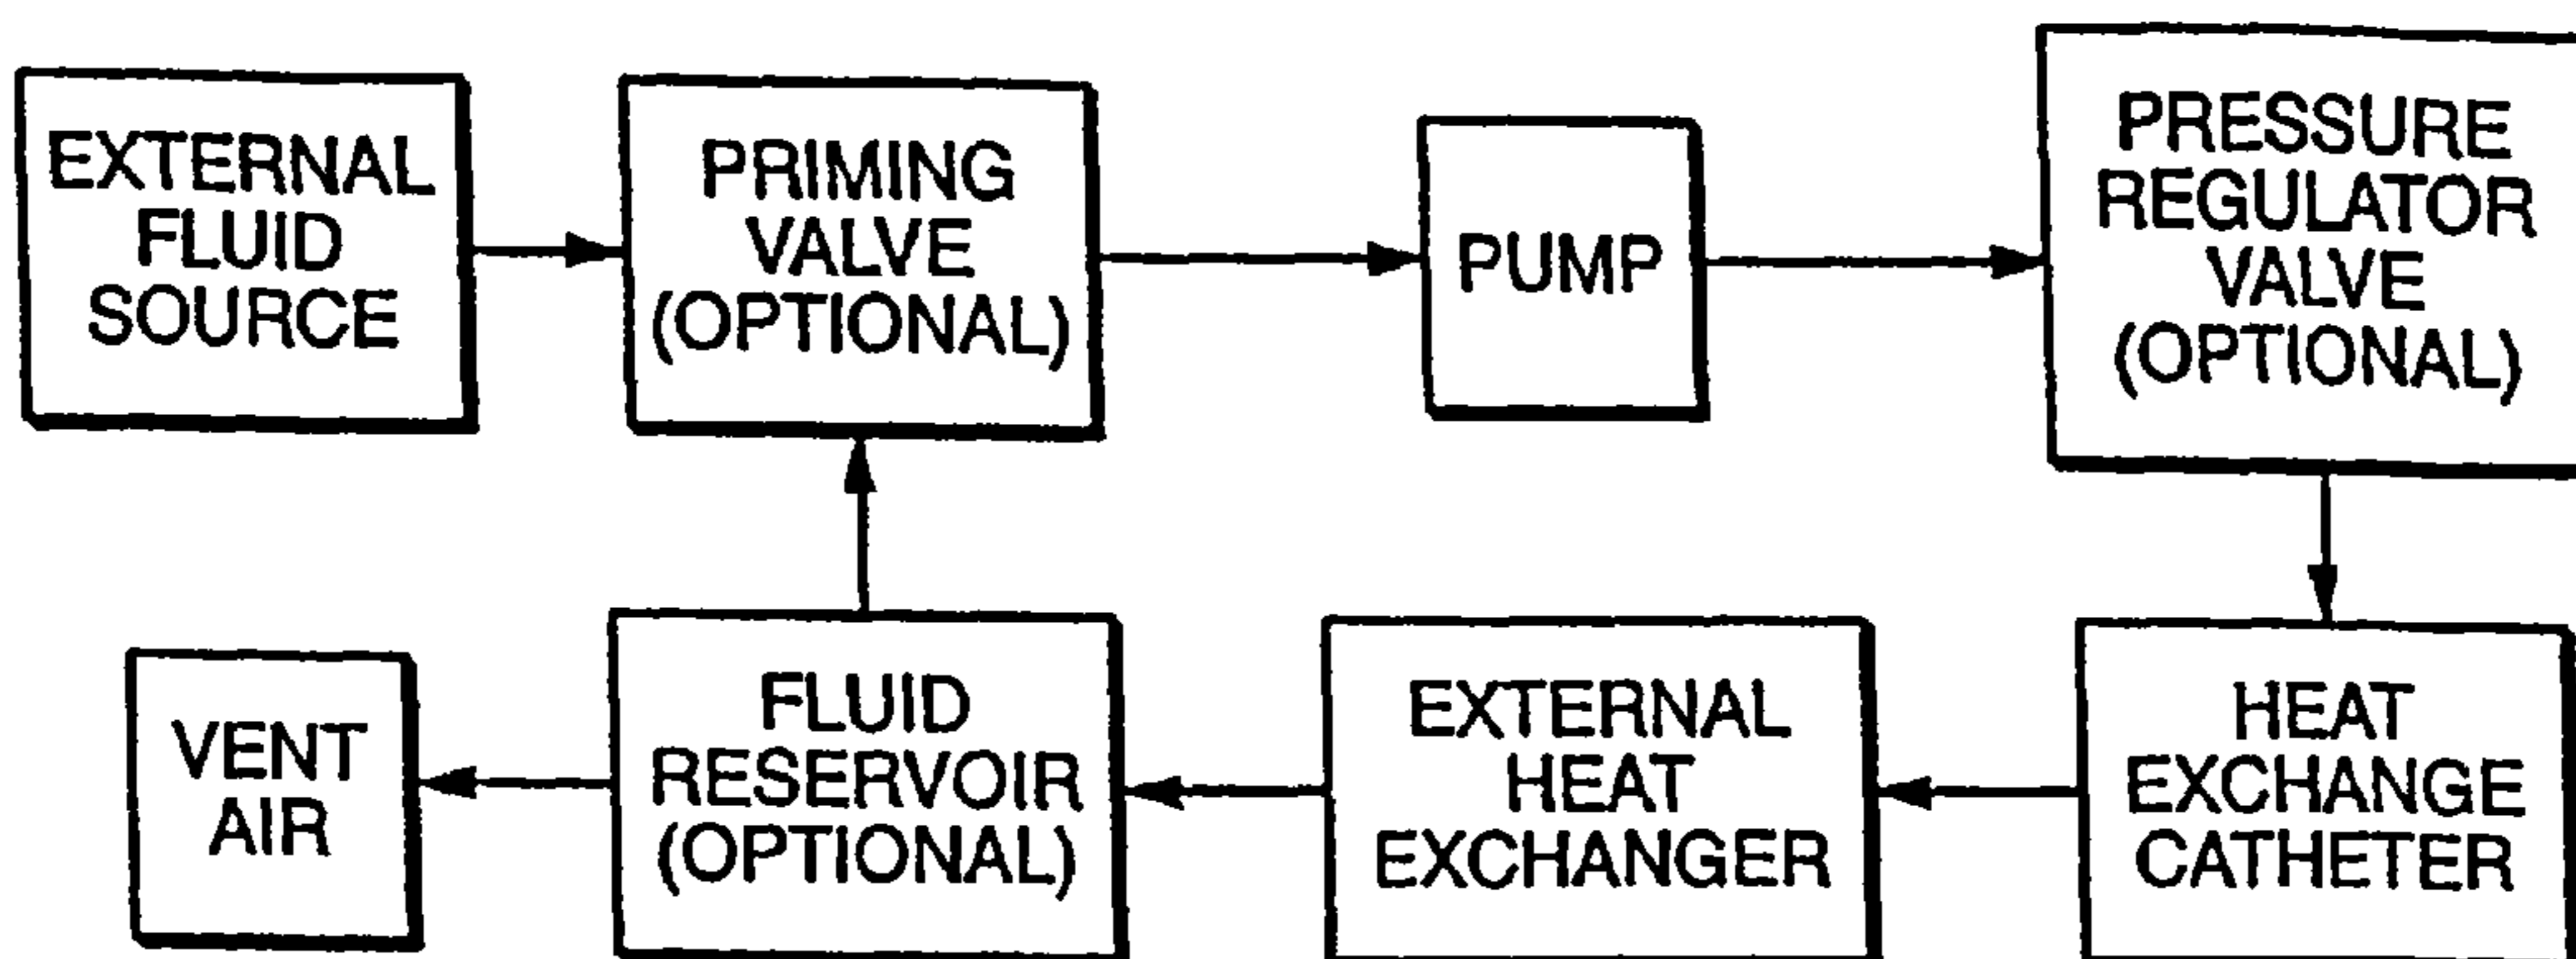 EXTERNAL
FLUID
SOURCE
PRIMING
VALVE
(OPTIONAL)
PUMP
PRESSURE
REGULATOR
VALVE
(OPTIONAL)
VENT
AIR
FLUID
RESERVOIR
(OPTIONAL)
EXTERNAL
HEAT
EXCHANGER
HEAT
EXCHANGE
CATHETER